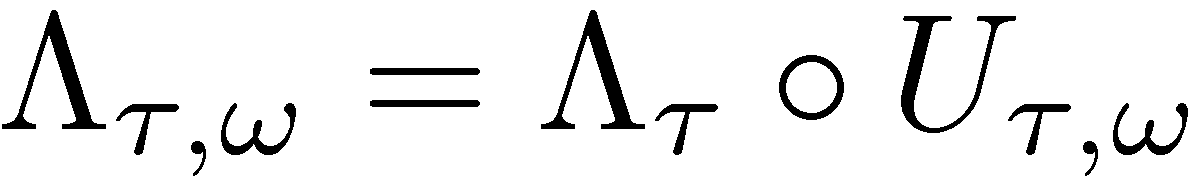 Λ_{τ,ω} = Λ_τ ∘ U_{τ,ω}